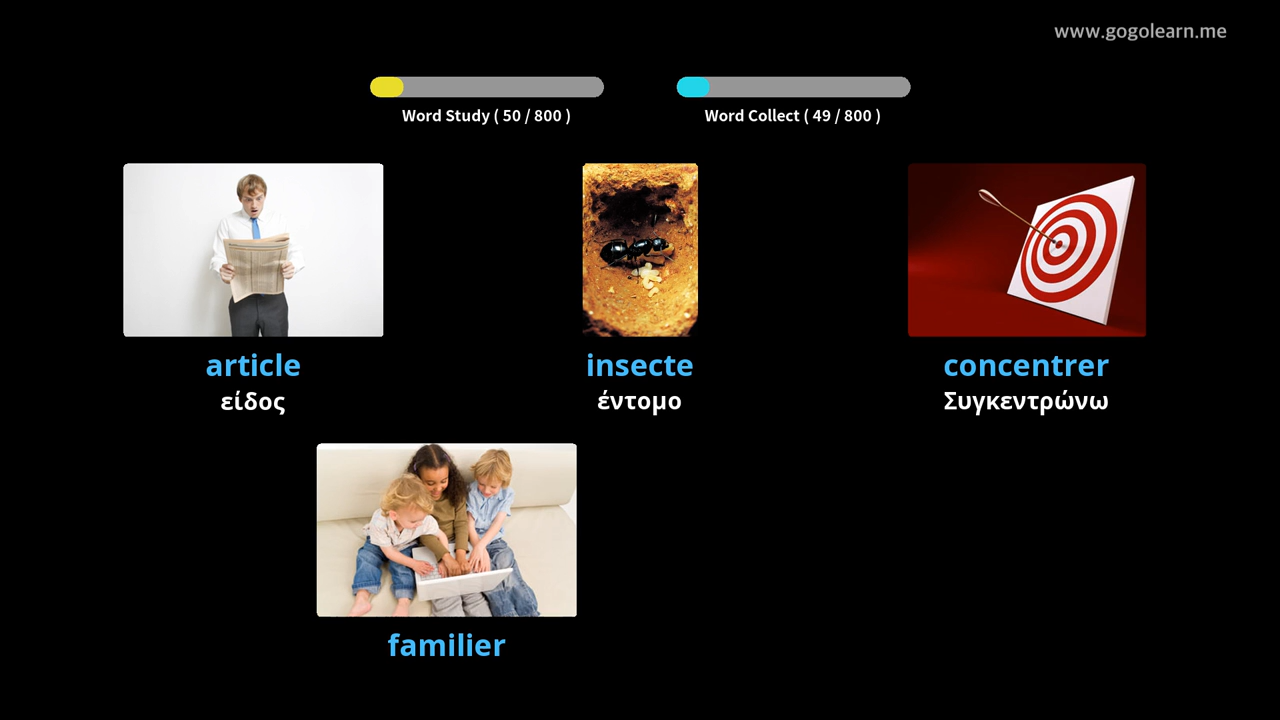 www.gogolearn.me
Word Study ( 50 / 800 )
Word Collect ( 49 / 800 )
article
είδος
insecte
έντομο
concentrer
Συγκεντρώνω
familier